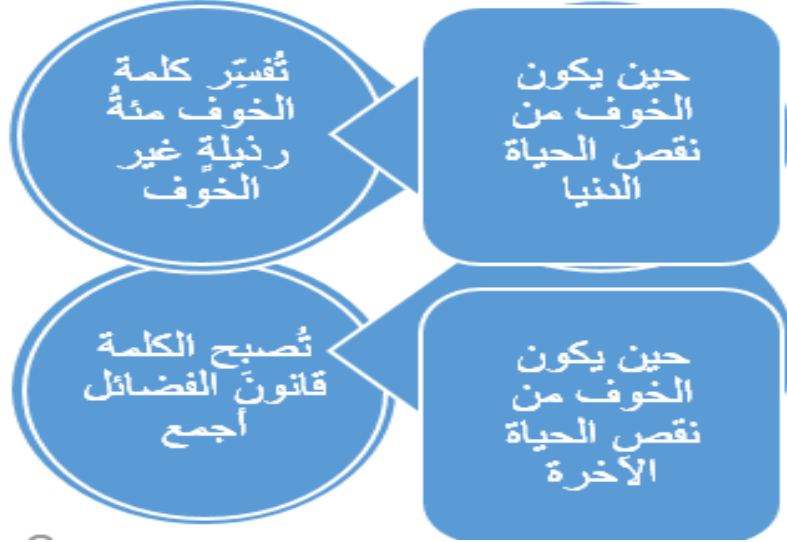 حين يكون
الخوف من
نقص الحياة
الدنيا
تُفسِّر كلمة
الخوف مئةُ
رذيلةٍ غير
الخوف
حين يكون
الخوف من
نقص الحياة
الآخرة
تُصبح الكلمة
قانونَ الفضائل
أجمع